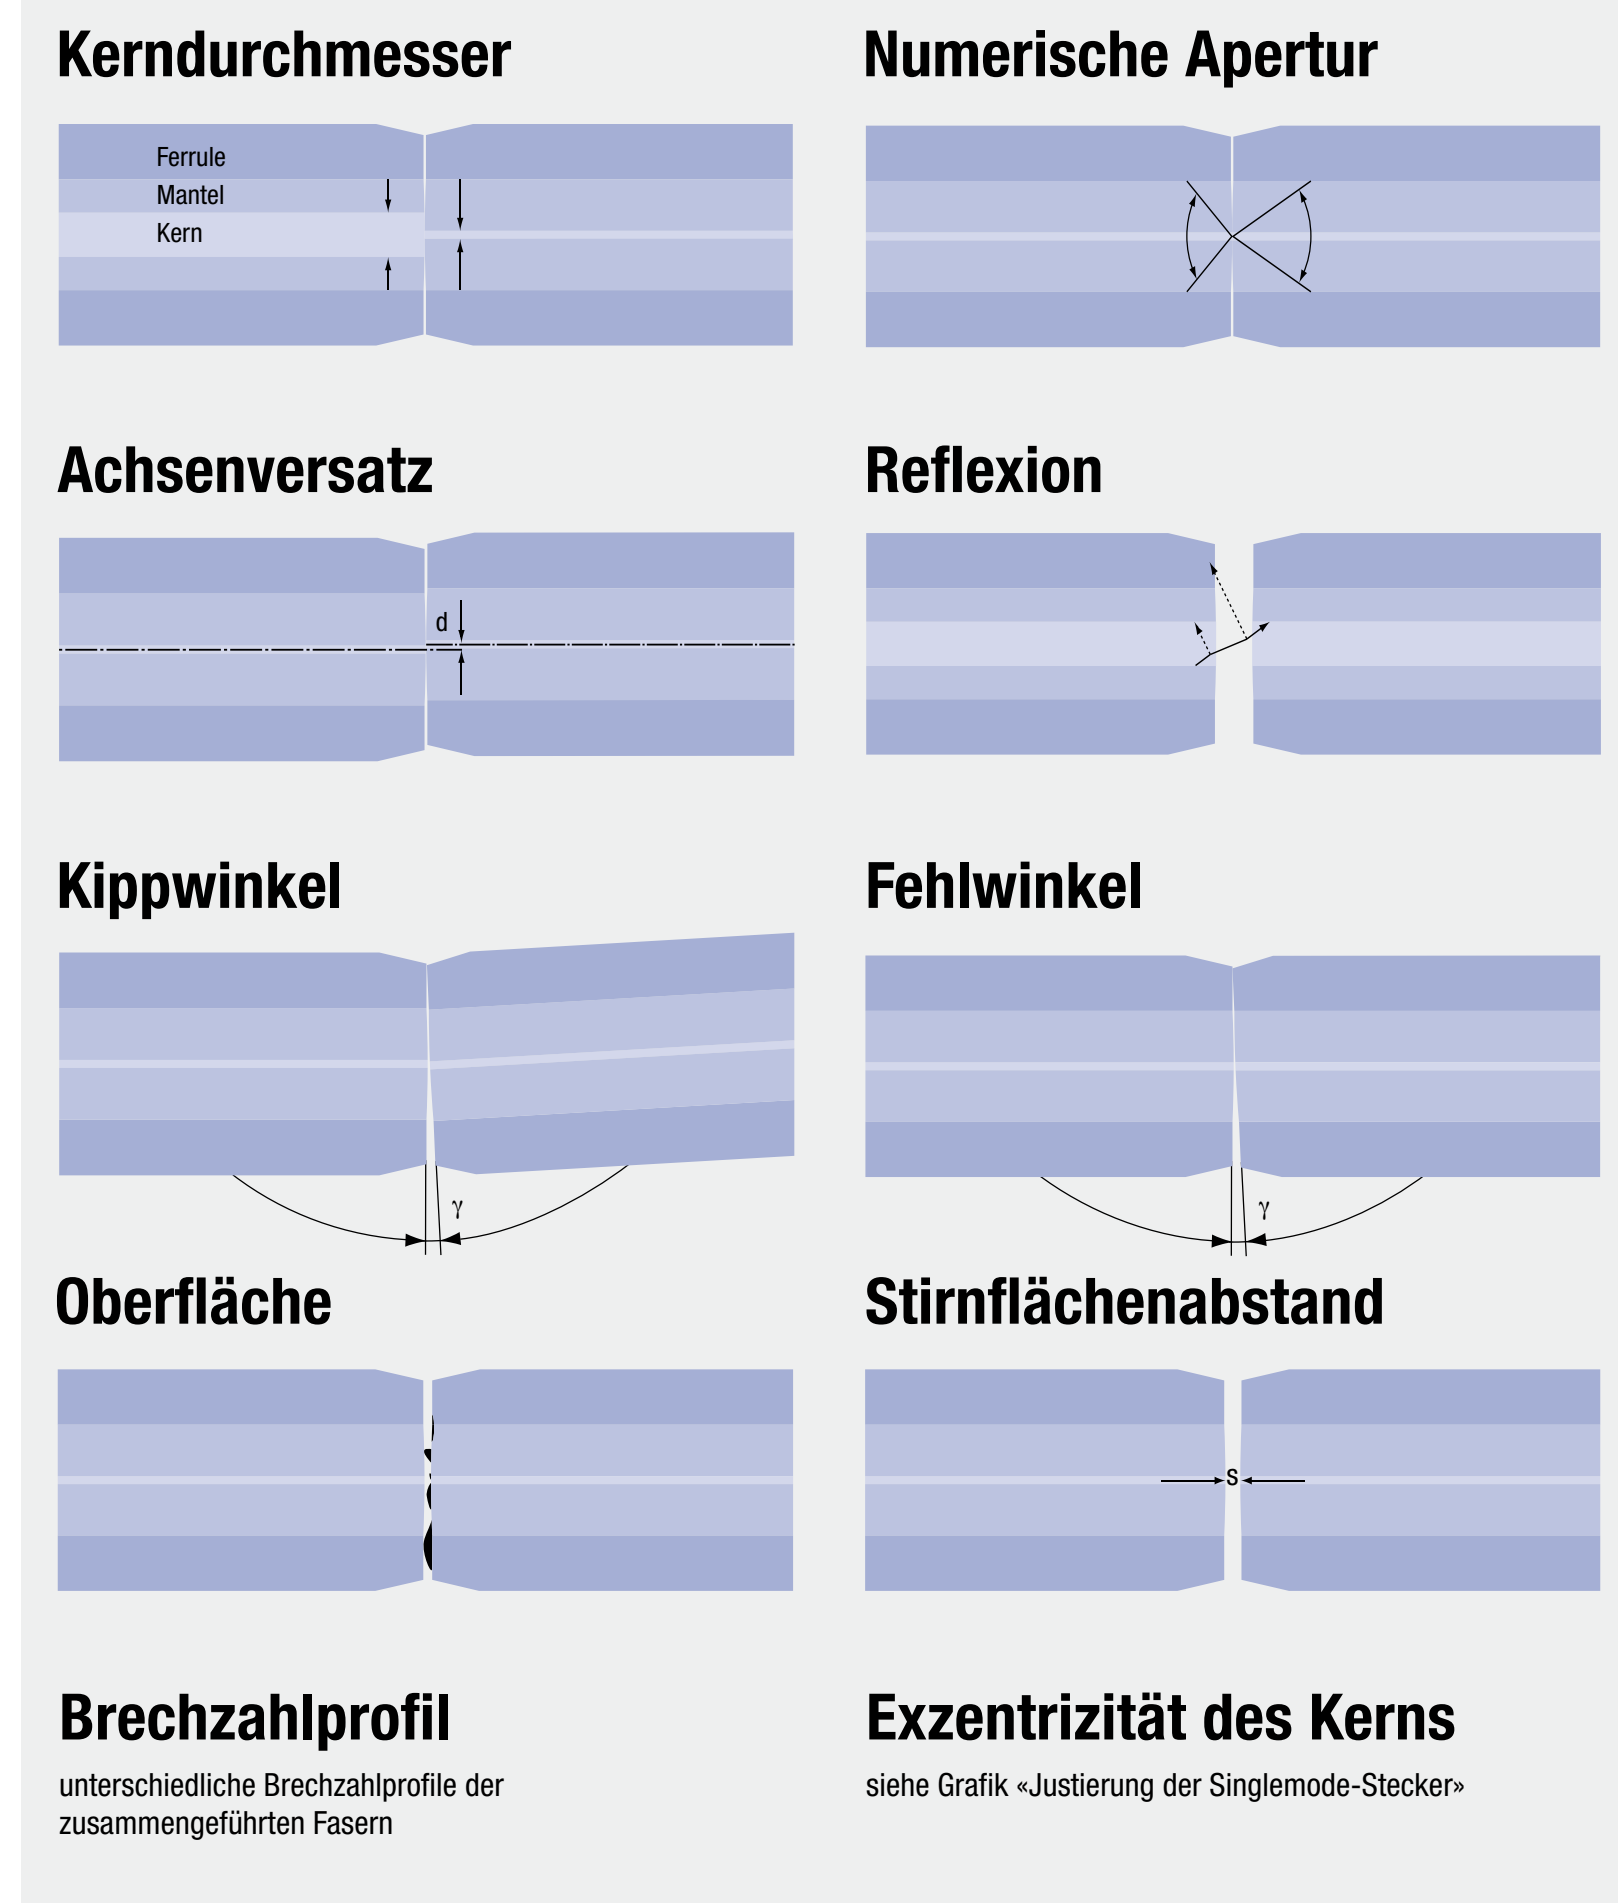 Kerndurchmesser
Numerische Apertur
Ferrule
Mantel
Kern
Achsenversatz
Reflexion
d
Kippwinkel
Fehlwinkel
γ
γ
Oberfläche
Stirnflächenabstand
S
Brechzahlprofil
unterschiedliche Brechzahlprofile der
zusammengeführten Fasern
Exzentrizität des Kerns
siehe Grafik «Justierung der Singlemode-Stecker»